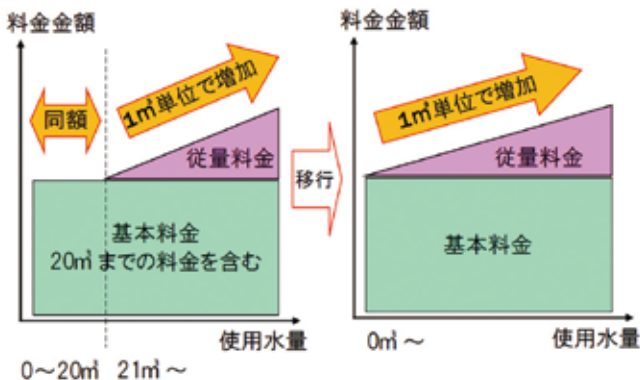 料金金額
同額
1㎥単位で増加
従量料金
基本料金
20㎥までの料金を含む
使用水量
0～20㎥ 21㎥～
移行
料金金額
1㎥単位で増加
従量料金
基本料金
使用水量
0㎥～